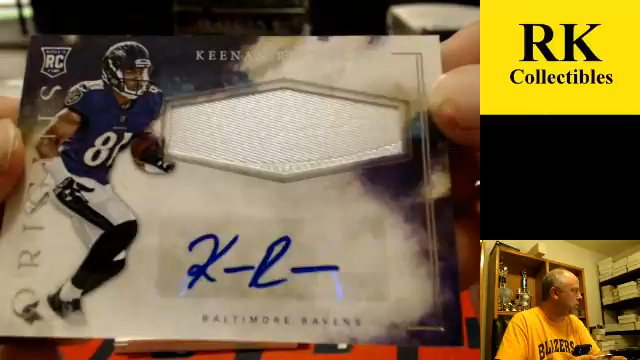 RK
Collectibles
RC
KEENAN
81
ORIGINS
K R
BALTIMORE RAVENS
BLAZERS